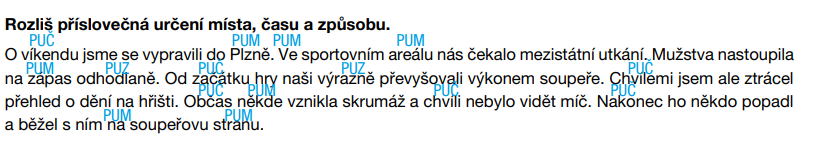 Rozliš příslovečná určení místa, času a způsobu.
PUČ PUM PUM PUM
O víkendu jsme se vypravili do Plzně. Ve sportovním areálu nás čekalo mezistátní utkání. Mužstva nastoupila
PUM PUZ PUČ PUZ PUČ
na zápas odhodlaně. Od začátku hry naši výrazně převyšovali výkonem soupeře. Chvílemi jsem ale ztrácel
PUČ PUM PUČ PUČ
přehled o dění na hřišti. Občas někde vznikla skrumáž a chvíli nebylo vidět míč. Nakonec ho někdo popadl
PUM PUM
a běžel s ním na soupeřovu stranu.